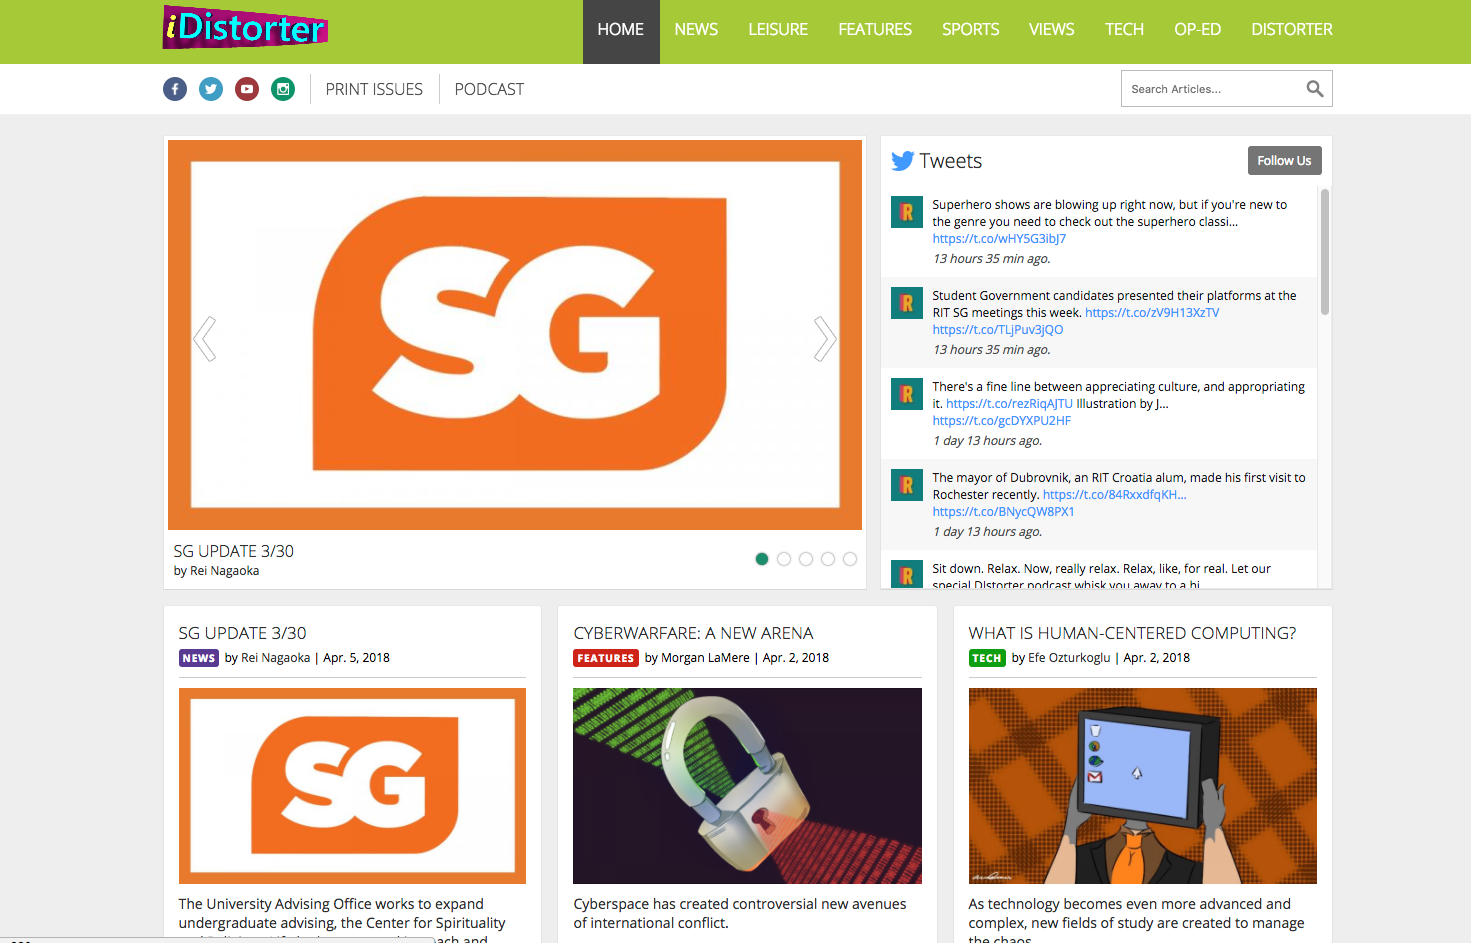 iDistorter
HOME NEWS LEISURE FEATURES SPORTS VIEWS TECH OP-ED DISTORTER
PRINT ISSUES PODCAST
Search Articles...
SG
SG UPDATE 3/30
by Rei Nagaoka
Tweets
Follow Us
Superhero shows are blowing up right now, but if you're new to
the genre you need to check out the superhero classi...
https://t.co/wHY5G3ibJ7
13 hours 35 min ago.
Student Government candidates presented their platforms at the
RIT SG meetings this week. https://t.co/zV9H13XzTV
https://t.co/TLjPuv3jQO
13 hours 35 min ago.
There's a fine line between appreciating culture, and appropriating
it. https://t.co/rezRiqAJTU Illustration by J...
https://t.co/gcDYXPU2HF
1 day 13 hours ago.
The mayor of Dubrovnik, an RIT Croatia alum, made his first visit to
Rochester recently. https://t.co/84RxxdfqKH...
https://t.co/BNycQW8PX1
1 day 13 hours ago.
Sit down. Relax. Now, really relax. Relax, like, for real. Let our
special DIstorter podcast whisk you away to a hi
SG UPDATE 3/30
NEWS by Rei Nagaoka | Apr. 5, 2018
SG
The University Advising Office works to expand
undergraduate advising, the Center for Spirituality
CYBERWARFARE: A NEW ARENA
FEATURES by Morgan LaMere | Apr. 2, 2018
Cyberspace has created controversial new avenues
of international conflict.
WHAT IS HUMAN-CENTERED COMPUTING?
TECH by Efe Ozturkoglu | Apr. 2, 2018
As technology becomes even more advanced and
complex, new fields of study are created to manage
the chaos.